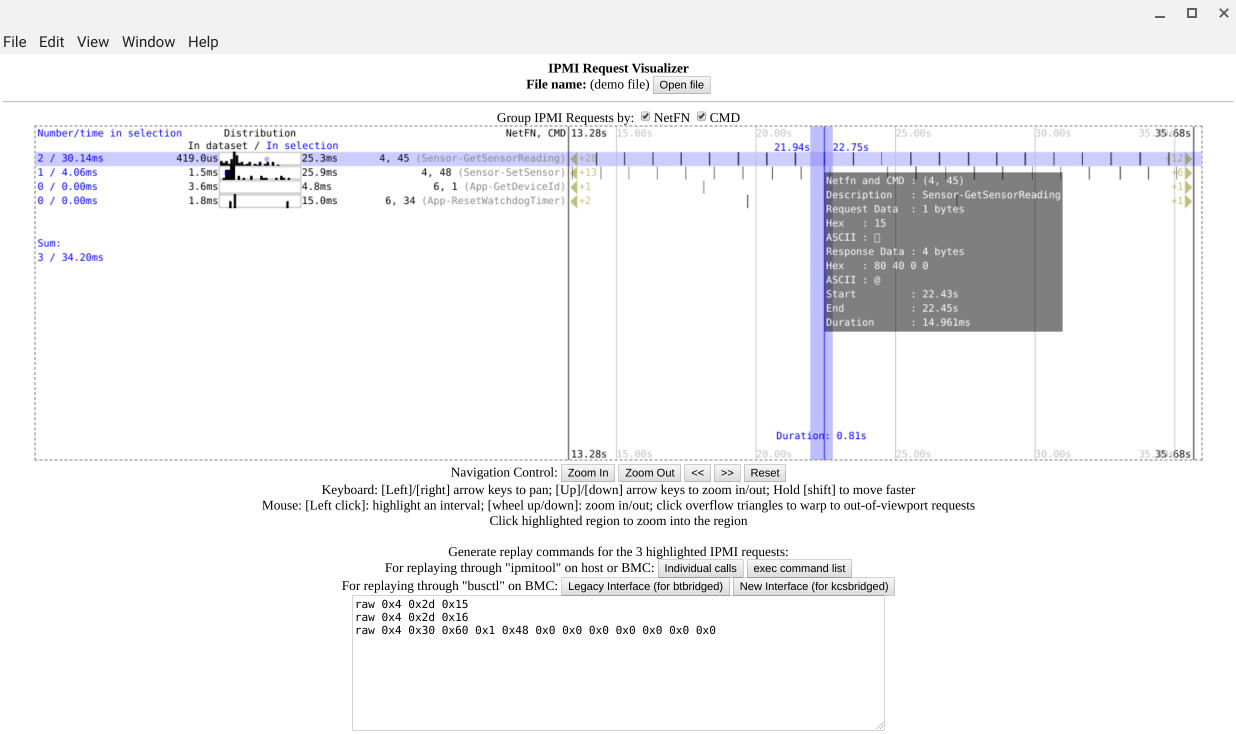 File Edit View Window Help
IPMI Request Visualizer
File name: (demo file) Open file
Group IPMI Requests by: NetFN CMD
Number/time in selection Distribution NetFN, CMD 13.28s 15.00s 20.00s 25.00s 30.00s 35.68s
In dataset / In selection 21.94s 22.75s
2 / 30.14ms 419.0us 25.3ms 4, 45 (Sensor-GetSensorReading) +28 +12
1 / 4.06ms 1.5ms 25.9ms 4, 48 (Sensor-SetSensor) +13 +6
0 / 0.00ms 3.6ms 4.8ms 6, 1 (App-GetDeviceId) +1 +1
0 / 0.00ms 1.8ms 15.0ms 6, 34 (App-ResetWatchdogTimer) +2 +1
Netfn and CMD : (4, 45)
Description : Sensor-GetSensorReading
Request Data : 1 bytes
Hex : 15
ASCII :
Response Data : 4 bytes
Hex : 80 40 0 0
ASCII : @
Start : 22.43s
End : 22.45s
Duration : 14.961ms
Sum:
3 / 34.20ms
Duration: 0.81s
13.28s 15.00s 20.00s 25.00s 30.00s 35.68s
Navigation Control: Zoom In Zoom Out << >> Reset
Keyboard: [Left]/[right] arrow keys to pan; [Up]/[down] arrow keys to zoom in/out; Hold [shift] to move faster
Mouse: [Left click]: highlight an interval; [wheel up/down]: zoom in/out; click overflow triangles to warp to out-of-viewport requests
Click highlighted region to zoom into the region
Generate replay commands for the 3 highlighted IPMI requests:
For replaying through "ipmitool" on host or BMC: Individual calls exec command list
For replaying through "busctl" on BMC: Legacy Interface (for btbridged) New Interface (for kcsbridged)
raw 0x4 0x2d 0x15
raw 0x4 0x2d 0x16
raw 0x4 0x30 0x60 0x1 0x48 0x0 0x0 0x0 0x0 0x0 0x0 0x0